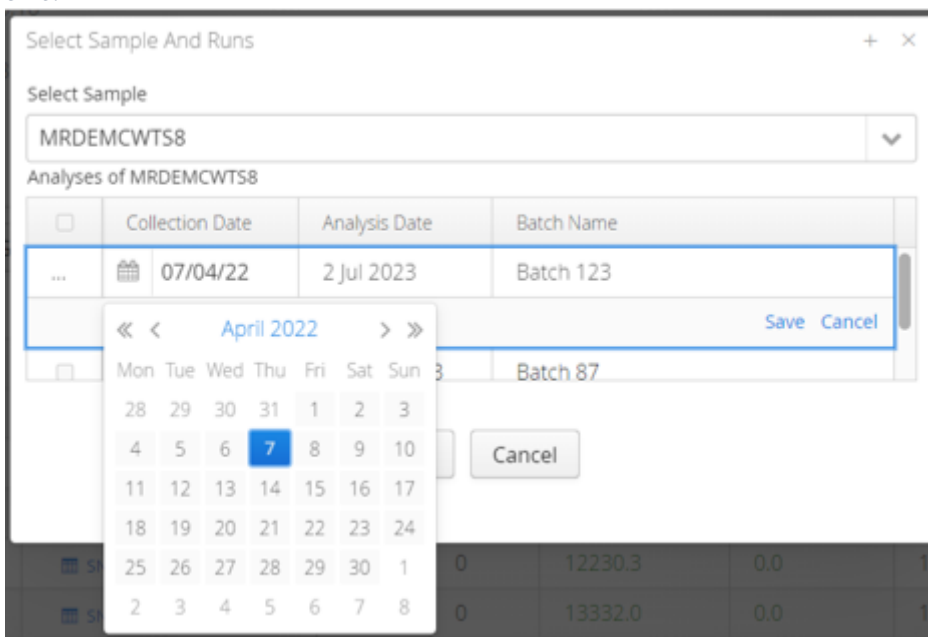 Select Sample And Runs + ×
Select Sample
MRDEMCWTS8
Analyses of MRDEMCWTS8
Collection Date Analysis Date Batch Name
... 07/04/22 2 Jul 2023 Batch 123
Save Cancel
« < April 2022 > »
Mon Tue Wed Thu Fri Sat Sun
3 Batch 87
28 29 30 31 1 2 3
4 5 6 7 8 9 10
Cancel
11 12 13 14 15 16 17
18 19 20 21 22 23 24
25 26 27 28 29 30 1
0 12230.3 0.0 1
2 3 4 5 6 7 8
0 13332.0 0.0 1